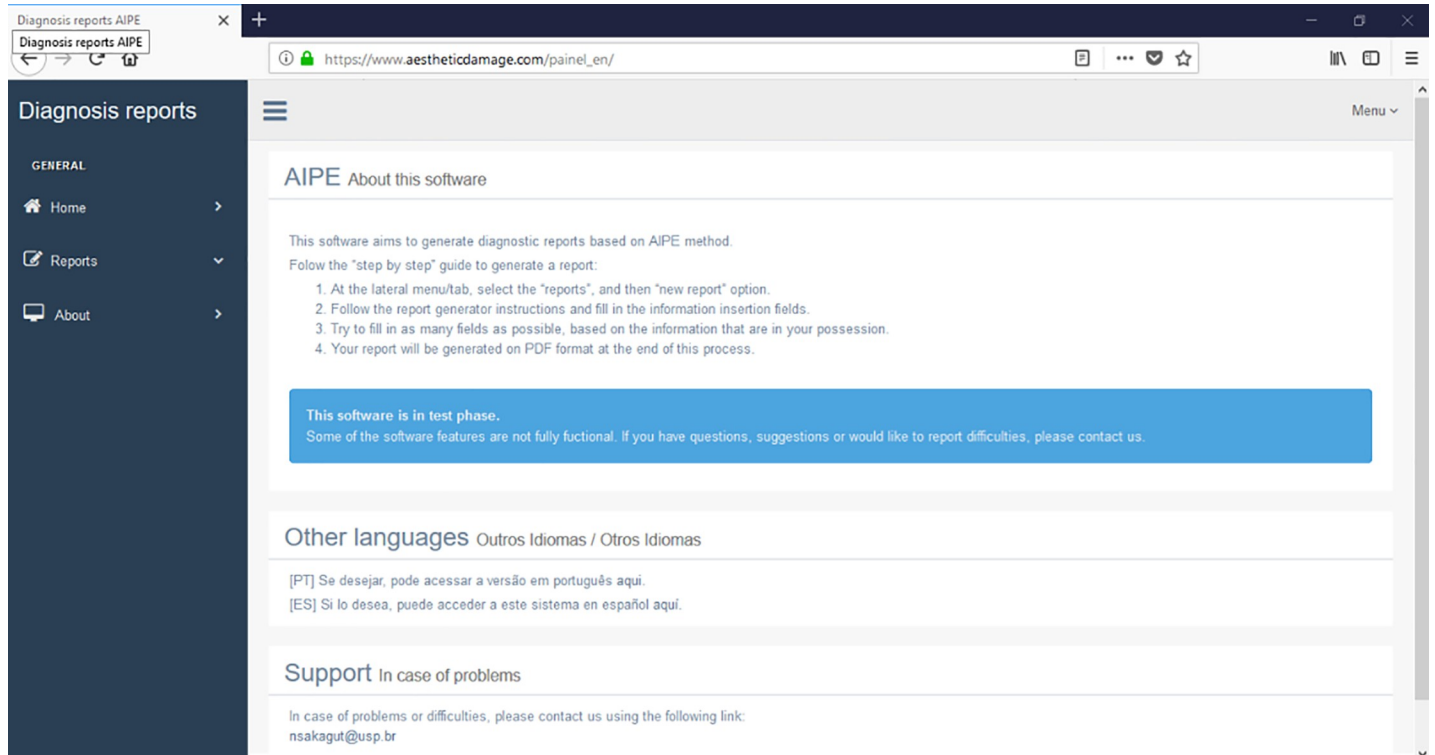 Diagnosis reports AIPE
Diagnosis reports AIPE
https://www.aestheticdamage.com/painel_en/
Diagnosis reports
Menu
GENERAL
Home
Reports
About
AIPE About this software
This software aims to generate diagnostic reports based on AIPE method.
Folow the "step by step" guide to generate a report:
1. At the lateral menu/tab, select the "reports", and then "new report" option.
2. Follow the report generator instructions and fill in the information insertion fields.
3. Try to fill in as many fields as possible, based on the information that are in your possession.
4. Your report will be generated on PDF format at the end of this process.
This software is in test phase.
Some of the software features are not fully fuctional. If you have questions, suggestions or would like to report difficulties, please contact us.
Other languages Outros Idiomas / Otros Idiomas
[PT] Se desejar, pode acessar a versão em português aqui.
[ES] Si lo desea, puede acceder a este sistema en español aquí.
Support In case of problems
In case of problems or difficulties, please contact us using the following link:
nsakagut@usp.br